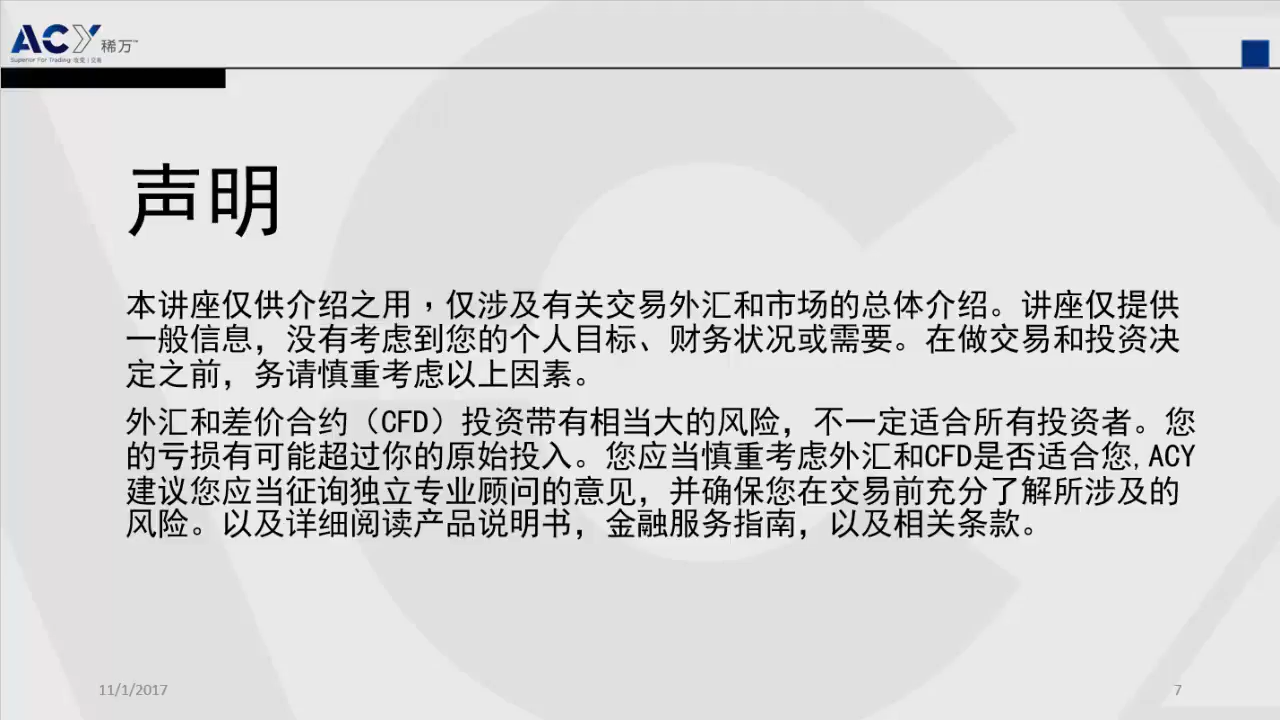 ACY 稀万™
Superior For Trading 卓越 | 交易
声明
本讲座仅供介绍之用，仅涉及有关交易外汇和市场的总体介绍。讲座仅提供
一般信息，没有考虑到您的个人目标、财务状况或需要。在做交易和投资决
定之前，务请慎重考虑以上因素。
外汇和差价合约（CFD）投资带有相当大的风险，不一定适合所有投资者。您
的亏损有可能超过你的原始投入。您应当慎重考虑外汇和CFD是否适合您,ACY
建议您应当征询独立专业顾问的意见，并确保您在交易前充分了解所涉及的
风险。以及详细阅读产品说明书，金融服务指南，以及相关条款。
11/1/2017
7